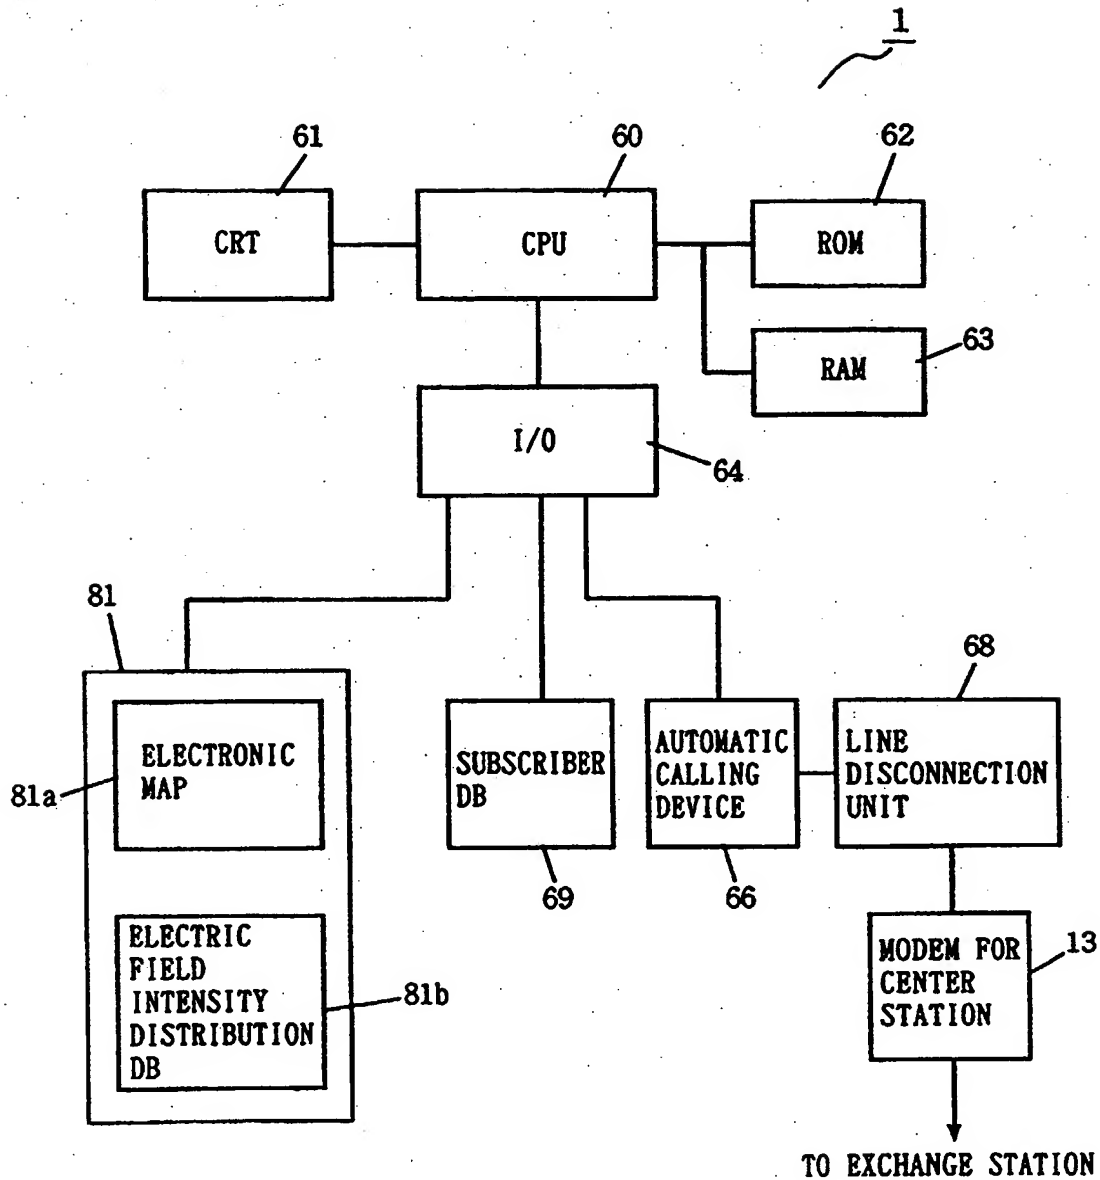 1
61
60
62
CRT
CPU
ROM
63
RAM
I/O
64
81
68
ELECTRONIC
MAP
81a
SUBSCRIBER
DB
AUTOMATIC
CALLING
DEVICE
LINE
DISCONNECTION
UNIT
69
66
ELECTRIC
FIELD
INTENSITY
DISTRIBUTION
DB
81b
MODEM FOR
CENTER
STATION
13
TO EXCHANGE STATION